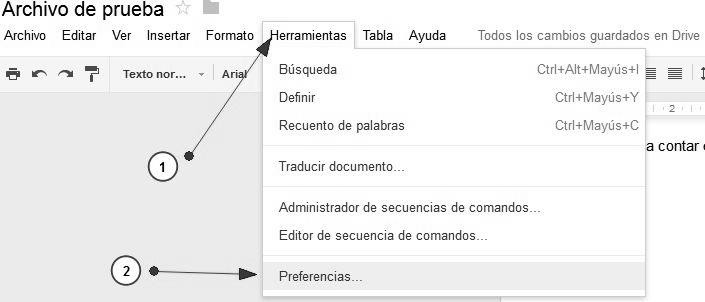 Archivo de prueba
Archivo Editar Ver Insertar Formato Herramientas Tabla Ayuda Todos los cambios guardados en Drive
Texto nor... Arial
Búsqueda Ctrl+Alt+Mayús+I
Definir Ctrl+Mayús+Y
Recuento de palabras Ctrl+Mayús+C
2
a contar
1
Traducir documento...
Administrador de secuencias de comandos...
Editor de secuencia de comandos...
2
Preferencias...